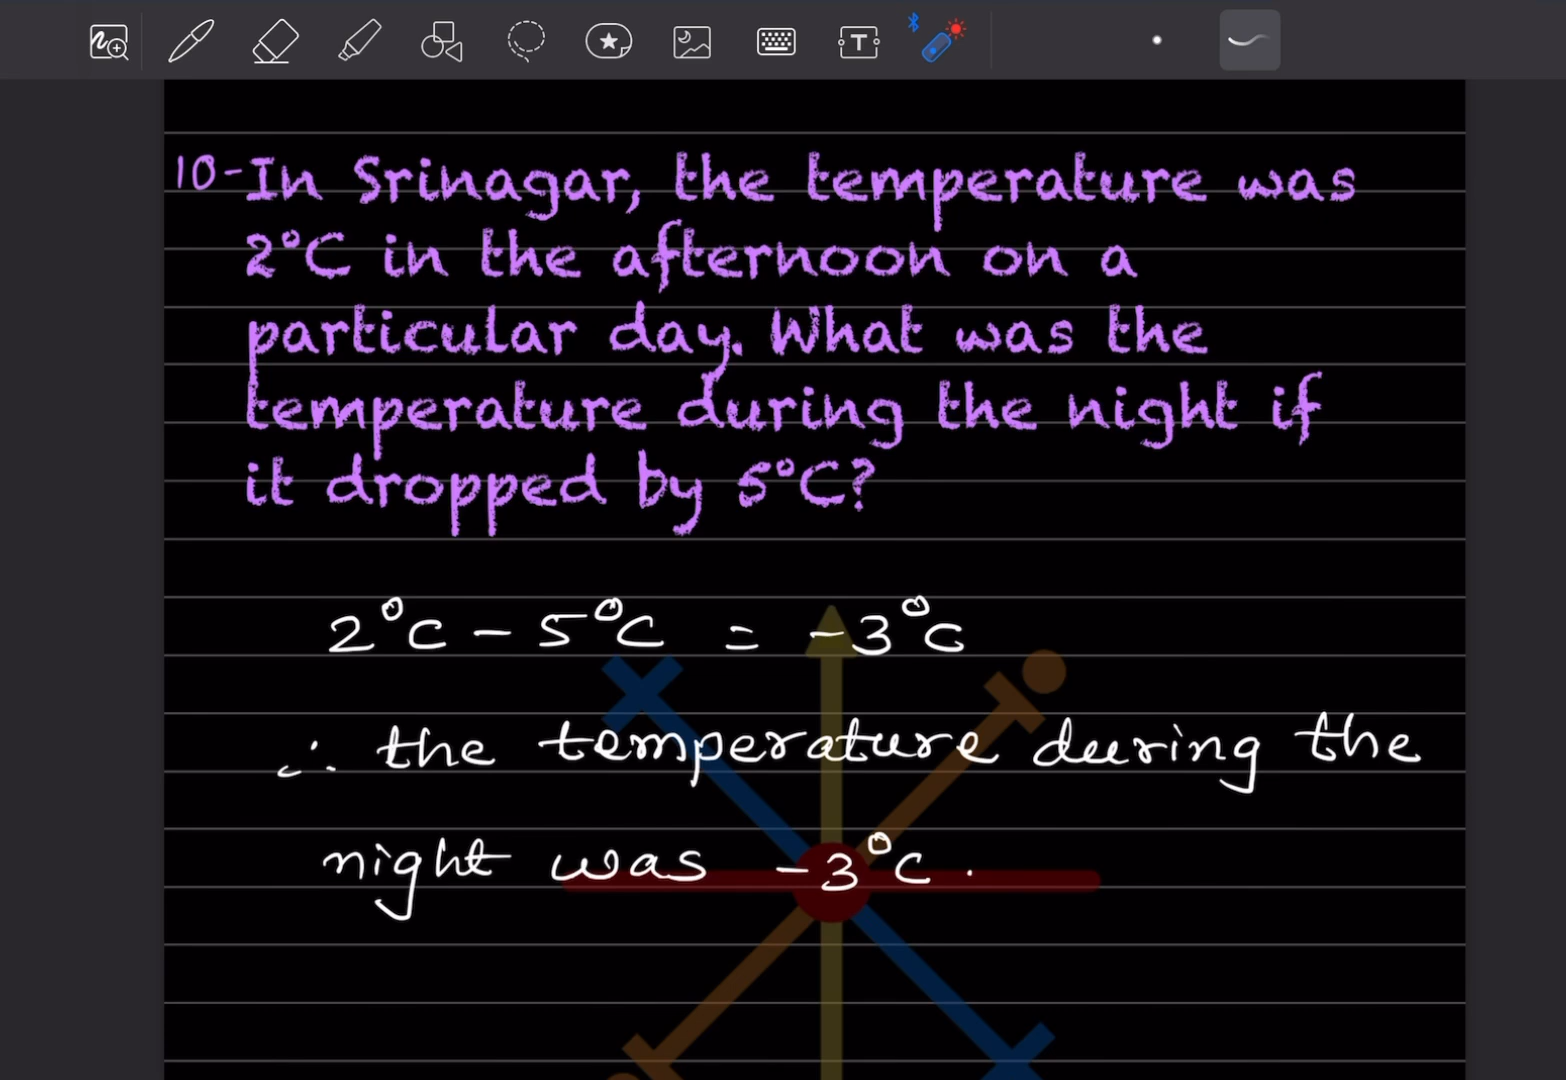 10-In Srinagar, the temperature was
2°C in the afternoon on a
particular day. What was the
temperature during the night if
it dropped by 5°C?
2°C - 5°C = -3°C
∴ the temperature during the
night was -3°C.